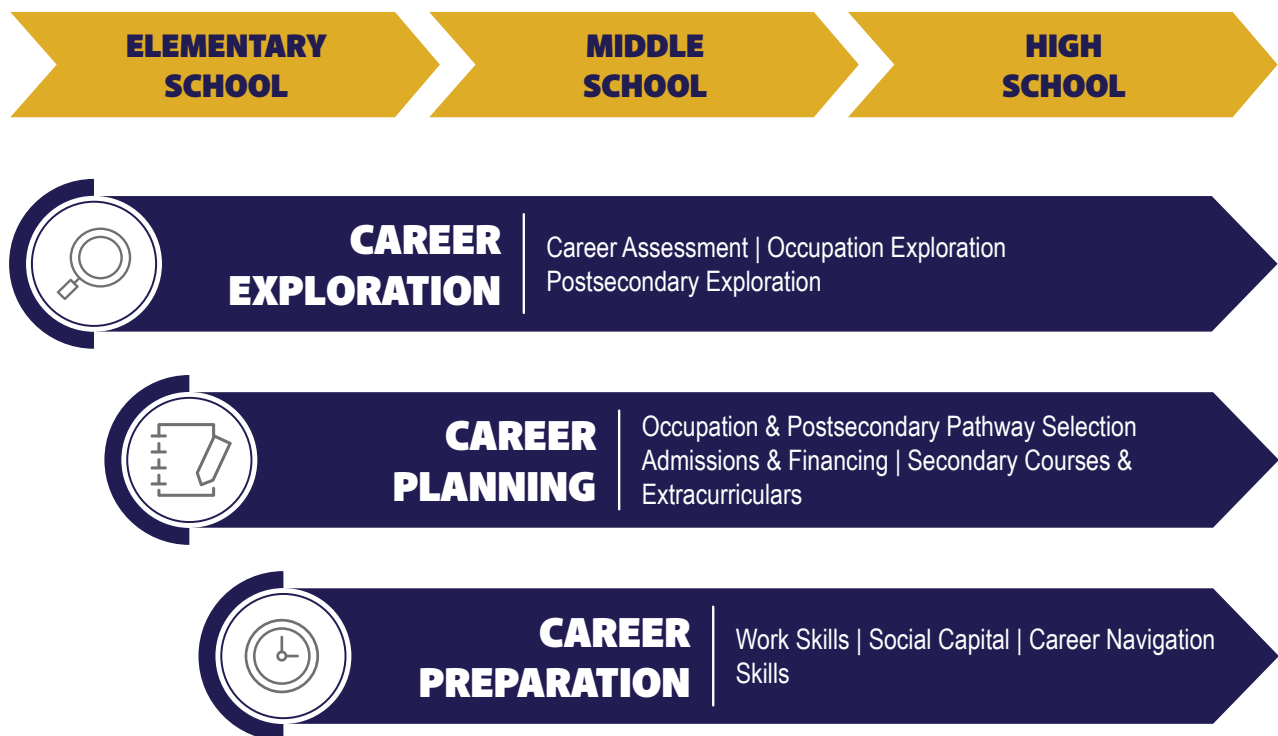 ELEMENTARY
SCHOOL
MIDDLE
SCHOOL
HIGH
SCHOOL
CAREER
EXPLORATION
Career Assessment | Occupation Exploration
Postsecondary Exploration
CAREER
PLANNING
Occupation & Postsecondary Pathway Selection
Admissions & Financing | Secondary Courses &
Extracurriculars
CAREER
PREPARATION
Work Skills | Social Capital | Career Navigation
Skills